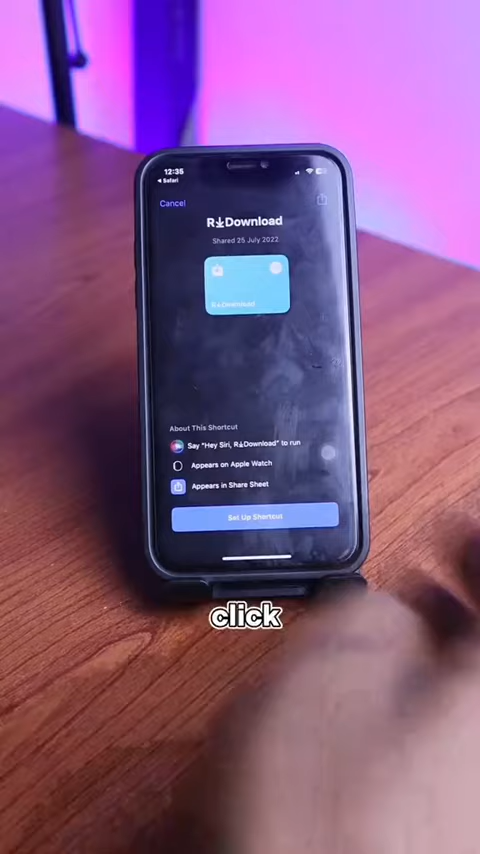 12:35
◀ Safari
Cancel
R⤓Download
Shared 25 July 2022
R⤓Download
About This Shortcut
Say "Hey Siri, R⤓Download" to run
Appears on Apple Watch
Appears in Share Sheet
Set Up Shortcut
click